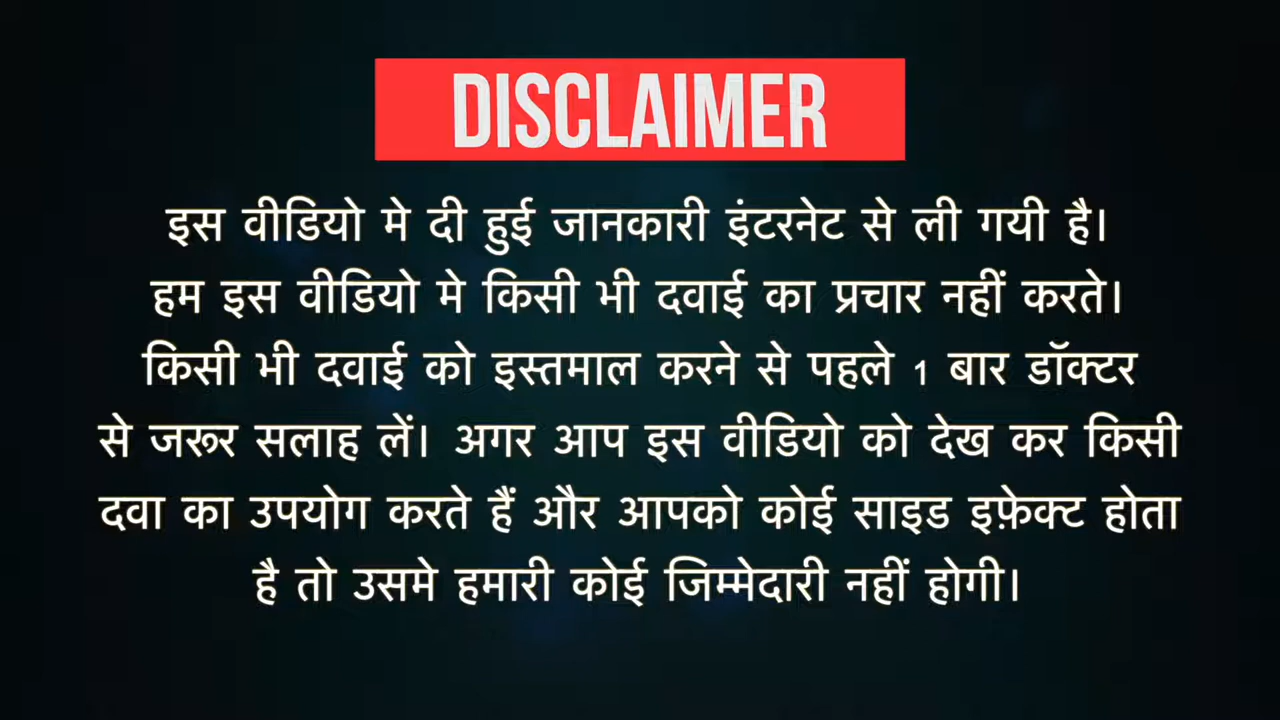 DISCLAIMER
इस वीडियो मे दी हुई जानकारी इंटरनेट से ली गयी है।
हम इस वीडियो मे किसी भी दवाई का प्रचार नहीं करते।
किसी भी दवाई को इस्तमाल करने से पहले 1 बार डॉक्टर
से जरूर सलाह लें। अगर आप इस वीडियो को देख कर किसी
दवा का उपयोग करते हैं और आपको कोई साइड इफ़ेक्ट होता
है तो उसमे हमारी कोई जिम्मेदारी नहीं होगी।